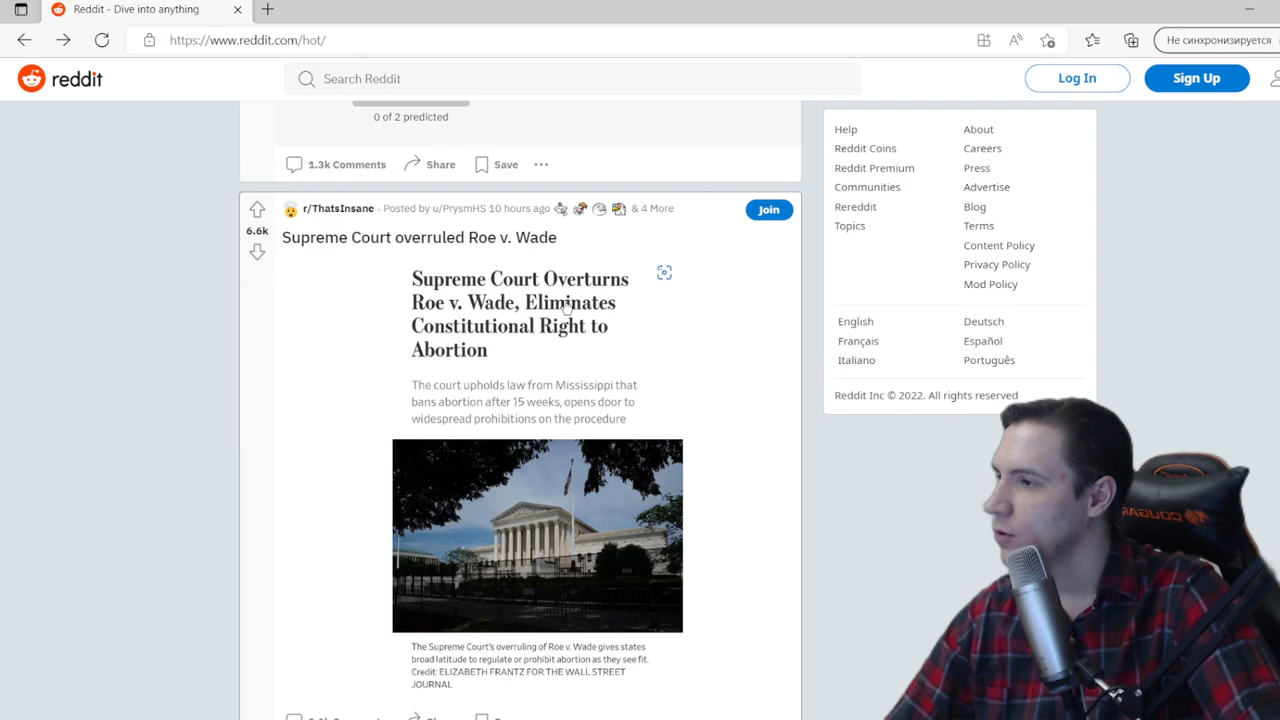 Reddit - Dive into anything
https://www.reddit.com/hot/
Не синхронизируется
reddit
Search Reddit
Log In
Sign Up
0 of 2 predicted
1.3k Comments
Share
Save
r/ThatsInsane · Posted by u/PrysmHS 10 hours ago & 4 More
Join
6.6k
Supreme Court overruled Roe v. Wade
Supreme Court Overturns
Roe v. Wade, Eliminates
Constitutional Right to
Abortion
The court upholds law from Mississippi that
bans abortion after 15 weeks, opens door to
widespread prohibitions on the procedure
The Supreme Court's overruling of Roe v. Wade gives states
broad latitude to regulate or prohibit abortion as they see fit.
Credit: ELIZABETH FRANTZ FOR THE WALL STREET
JOURNAL
Help
About
Reddit Coins
Careers
Reddit Premium
Press
Communities
Advertise
Rereddit
Blog
Topics
Terms
Content Policy
Privacy Policy
Mod Policy
English
Deutsch
Français
Español
Italiano
Português
Reddit Inc © 2022. All rights reserved
COUGAR